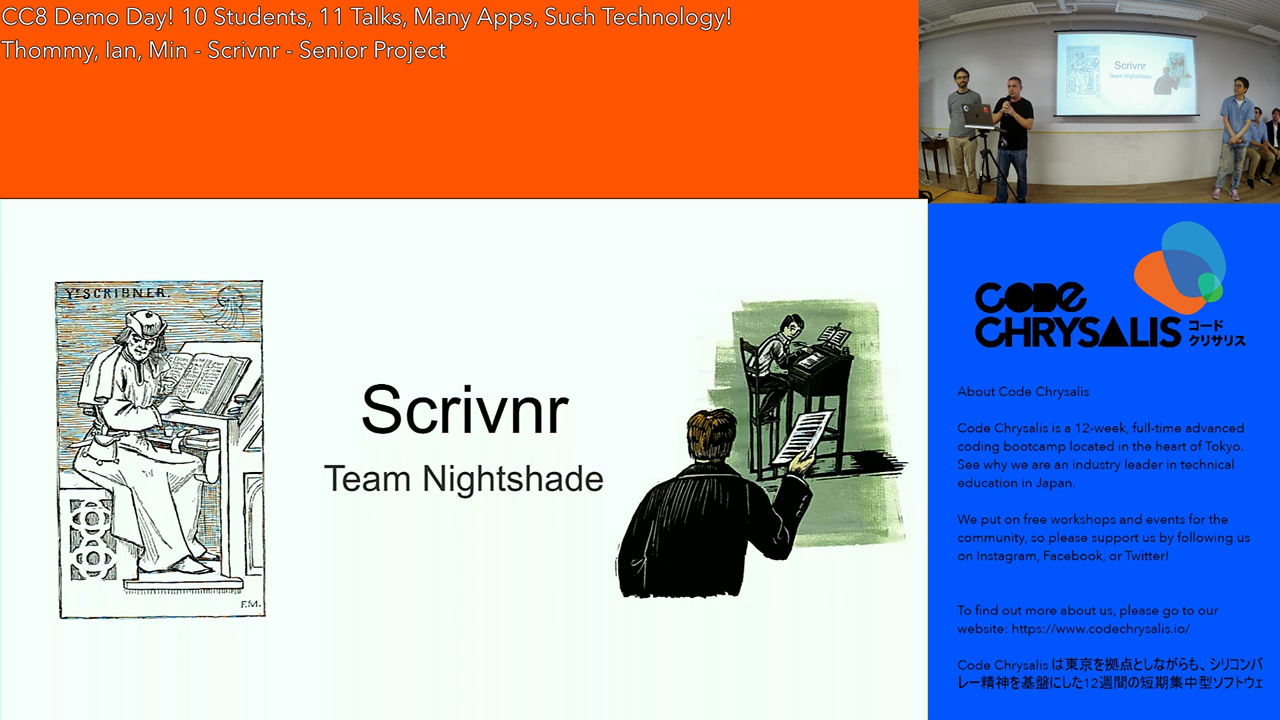 CC8 Demo Day! 10 Students, 11 Talks, Many Apps, Such Technology!
Thommy, Ian, Min - Scrivnr - Senior Project
Scrivnr
Team Nightshade
Yᵉ SCRIBNER.
F.M.
Scrivnr
Team Nightshade
CODE
CHRYSALIS
コード
クリサリス
About Code Chrysalis
Code Chrysalis is a 12-week, full-time advanced
coding bootcamp located in the heart of Tokyo.
See why we are an industry leader in technical
education in Japan.
We put on free workshops and events for the
community, so please support us by following us
on Instagram, Facebook, or Twitter!
To find out more about us, please go to our
website: https://www.codechrysalis.io/
Code Chrysalis は東京を拠点としながらも、シリコンバ
レー精神を基盤にした12週間の短期集中型ソフトウェ